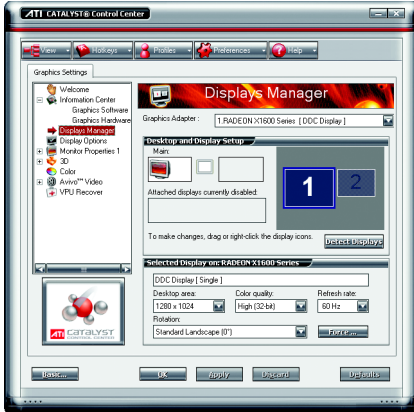 ATI CATALYST® Control Center
View Hotkeys Profiles Preferences Help
Graphics Settings
Welcome
Information Center
Graphics Software
Graphics Hardware
Displays Manager
Display Options
Monitor Properties 1
3D
Color
Avivo™ Video
VPU Recover
Displays Manager
Graphics Adapter :
1.RADEON X1600 Series [ DDC Display ]
Desktop and Display Setup
Main:
Attached displays currently disabled:
1
2
To make changes, drag or right-click the display icons.
Detect Displays
Selected Display on: RADEON X1600 Series
DDC Display [ Single ]
Desktop area: Color quality: Refresh rate:
1280 x 1024 High (32-bit) 60 Hz
Rotation:
Standard Landscape (0°) Force ...
ATI CATALYST
CONTROL CENTER
Basic... OK Apply Discard Defaults